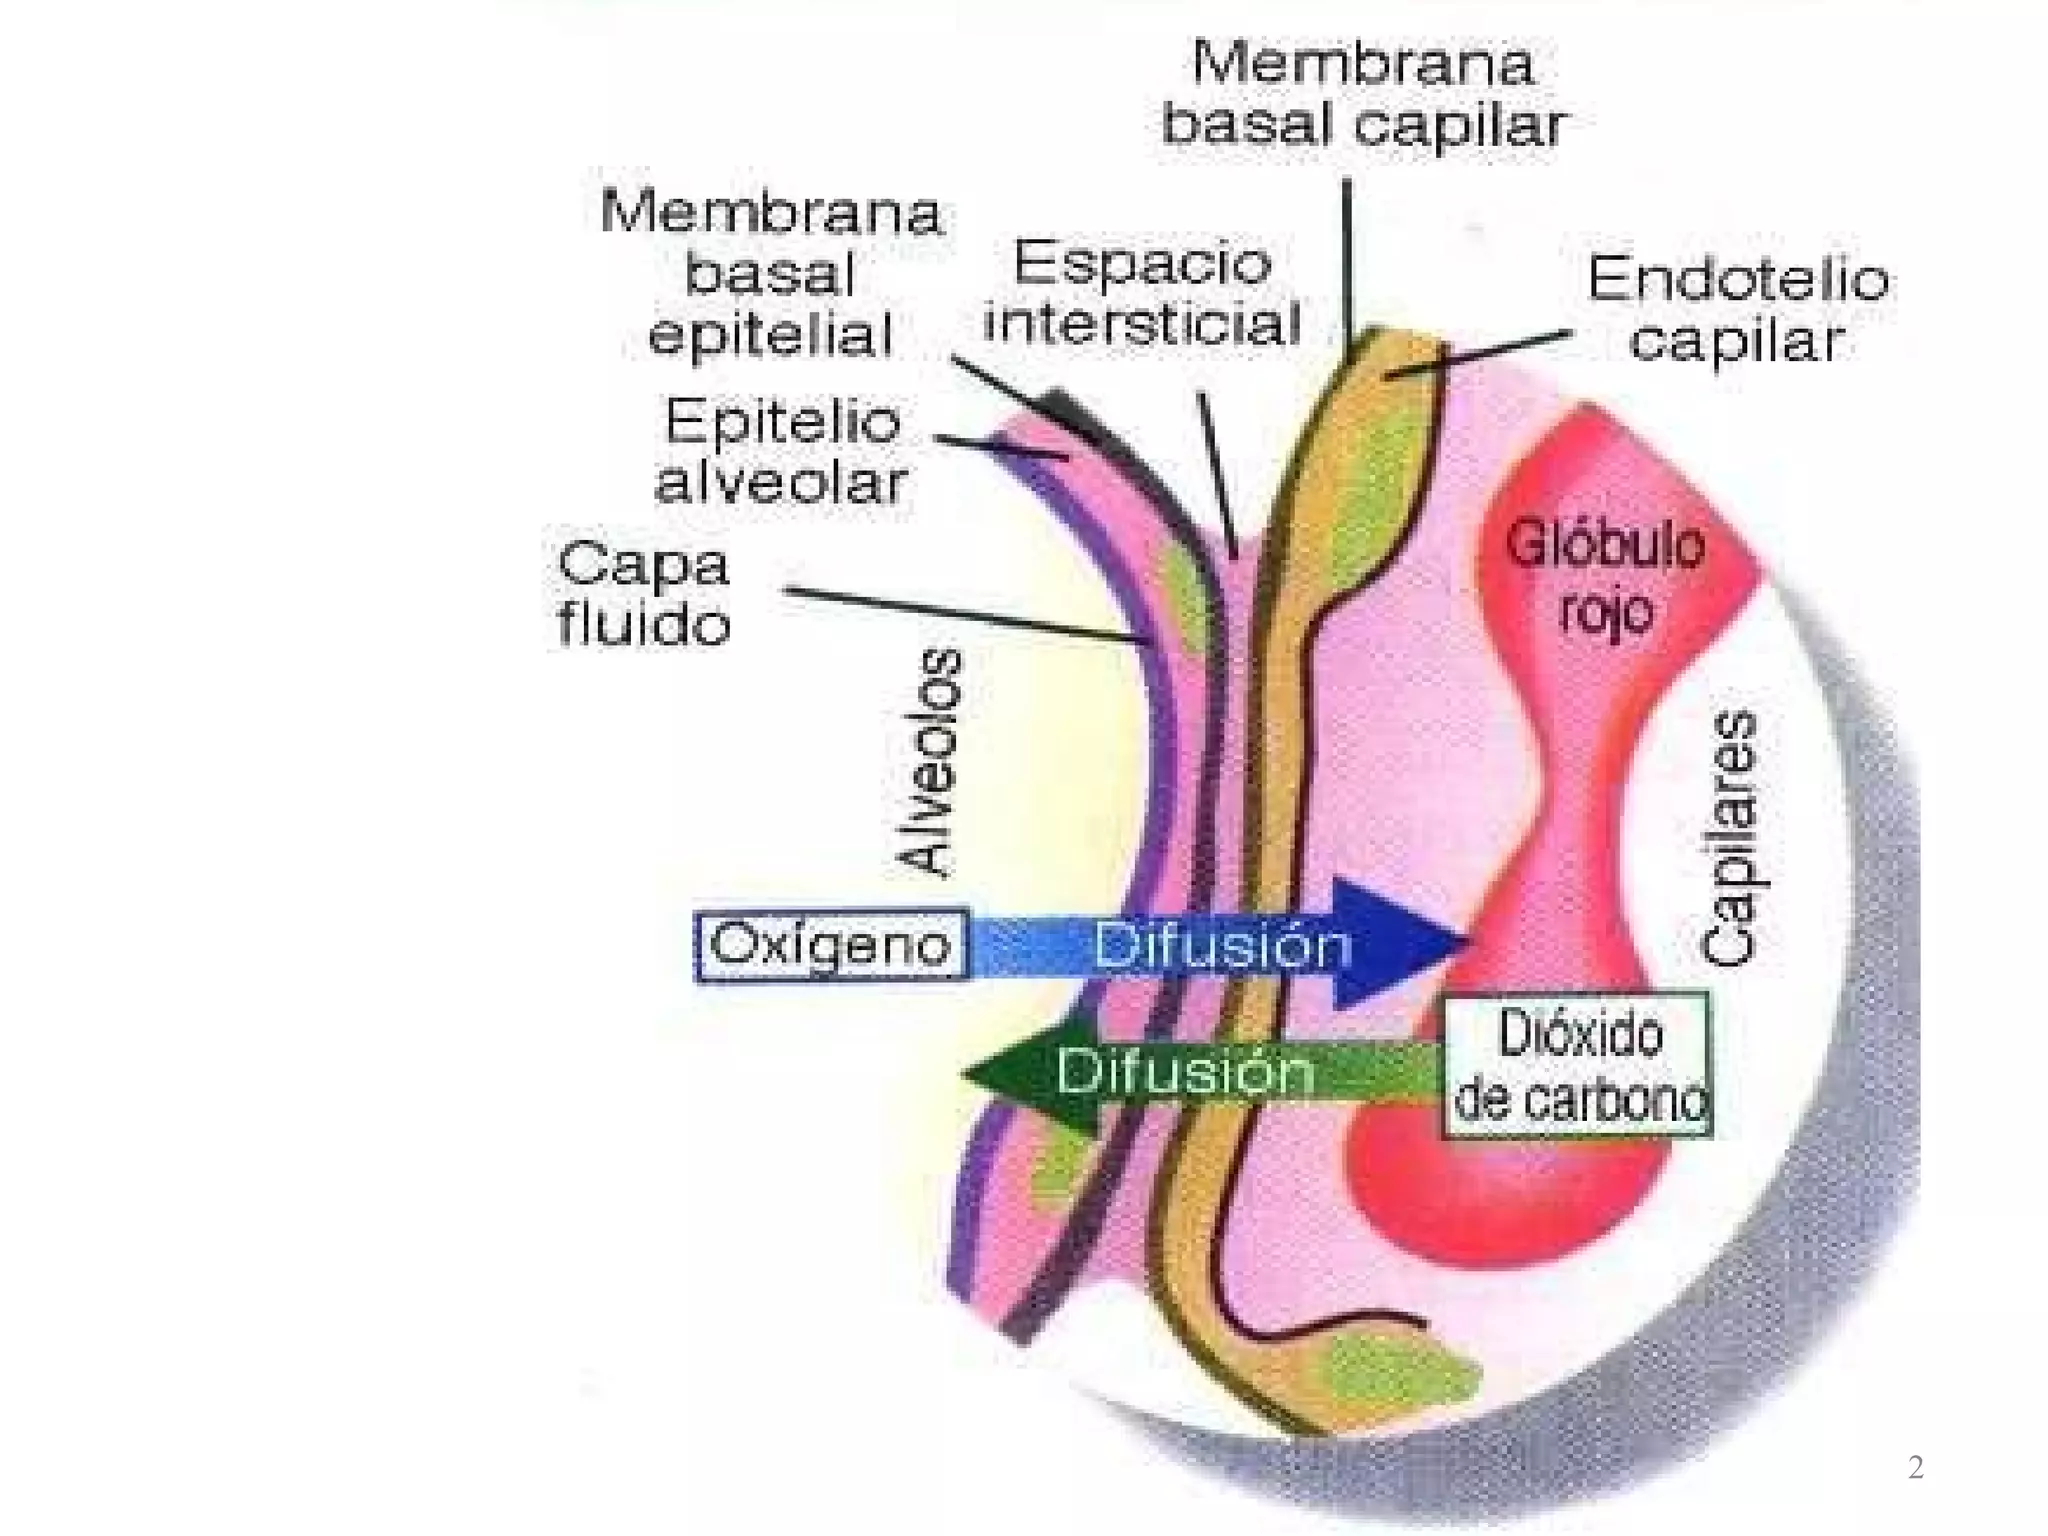 Membrana
basal capilar
Membrana
basal
epitelial
Espacio
intersticial
Endotelio
capilar
Epitelio
alveolar
Capa
fluido
Glóbulo
rojo
Alveolos
Capilares
Oxígeno
Difusión
Difusión
Dióxido
de carbono
2